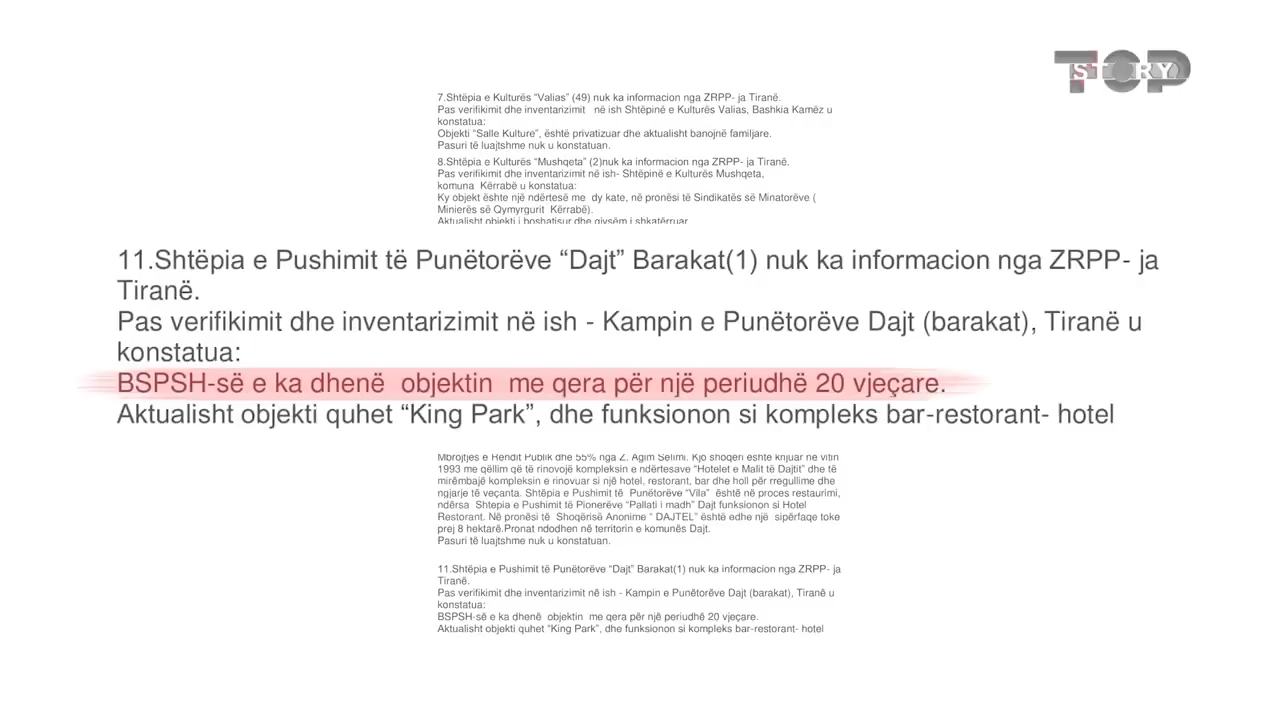 TOP
STORY
7.Shtëpia e Kulturës “Valias” (49) nuk ka informacion nga ZRPP- ja Tiranë.
Pas verifikimit dhe inventarizimit në ish Shtëpinë e Kulturës Valias, Bashkia Kamëz u
konstatua:
Objekti “Salle Kulture”, është privatizuar dhe aktualisht banojnë familjare.
Pasuri të luajtshme nuk u konstatuan.
8.Shtëpia e Kulturës “Mushqeta” (2)nuk ka informacion nga ZRPP- ja Tiranë.
Pas verifikimit dhe inventarizimit në ish- Shtëpinë e Kulturës Mushqeta,
komuna Kërrabë u konstatua:
Ky objekt ështe një ndërtesë me dy kate, në pronësi të Sindikatës së Minatorëve (
Minierës së Qymyrgurit Kërrabë).
Aktualisht objekti i boshatisur dhe gjysëm i shkatërruar
11.Shtëpia e Pushimit të Punëtorëve “Dajt” Barakat(1) nuk ka informacion nga ZRPP- ja
Tiranë.
Pas verifikimit dhe inventarizimit në ish - Kampin e Punëtorëve Dajt (barakat), Tiranë u
konstatua:
BSPSH-së e ka dhenë objektin me qera për një periudhë 20 vjeçare.
Aktualisht objekti quhet “King Park”, dhe funksionon si kompleks bar-restorant- hotel
Mbrojtjes e Rendit Publik dhe 55% nga Z. Agim Selimi. Kjo shoqëri është krijuar në vitin
1993 me qëllim që të rinovojë kompleksin e ndërtesave “Hotelet e Malit të Dajtit” dhe të
mirëmbajë kompleksin e rinovuar si një hotel, restorant, bar dhe holl për rregullime dhe
ngjarje të veçanta. Shtëpia e Pushimit të Punëtorëve “Vila” është në proces restaurimi,
ndërsa Shtepia e Pushimit të Pionerëve “Pallati i madh” Dajt funksionon si Hotel
Restorant. Në pronësi të Shoqërisë Anonime “ DAJTEL” është edhe një sipërfaqe toke
prej 8 hektarë.Pronat ndodhen në territorin e komunës Dajt.
Pasuri të luajtshme nuk u konstatuan.
11.Shtëpia e Pushimit të Punëtorëve “Dajt” Barakat(1) nuk ka informacion nga ZRPP- ja
Tiranë.
Pas verifikimit dhe inventarizimit në ish - Kampin e Punëtorëve Dajt (barakat), Tiranë u
konstatua:
BSPSH-së e ka dhenë objektin me qera për një periudhë 20 vjeçare.
Aktualisht objekti quhet “King Park”, dhe funksionon si kompleks bar-restorant- hotel